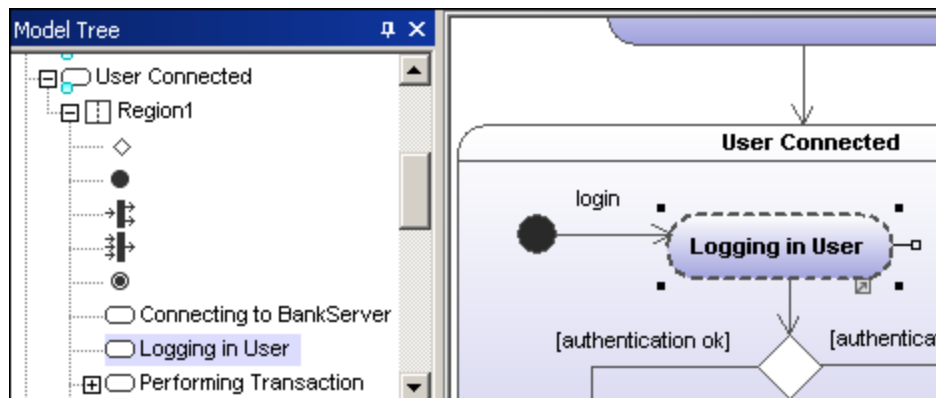 Model Tree
User Connected
Region1
Connecting to BankServer
Logging in User
Performing Transaction
User Connected
login
Logging in User
[authentication ok]